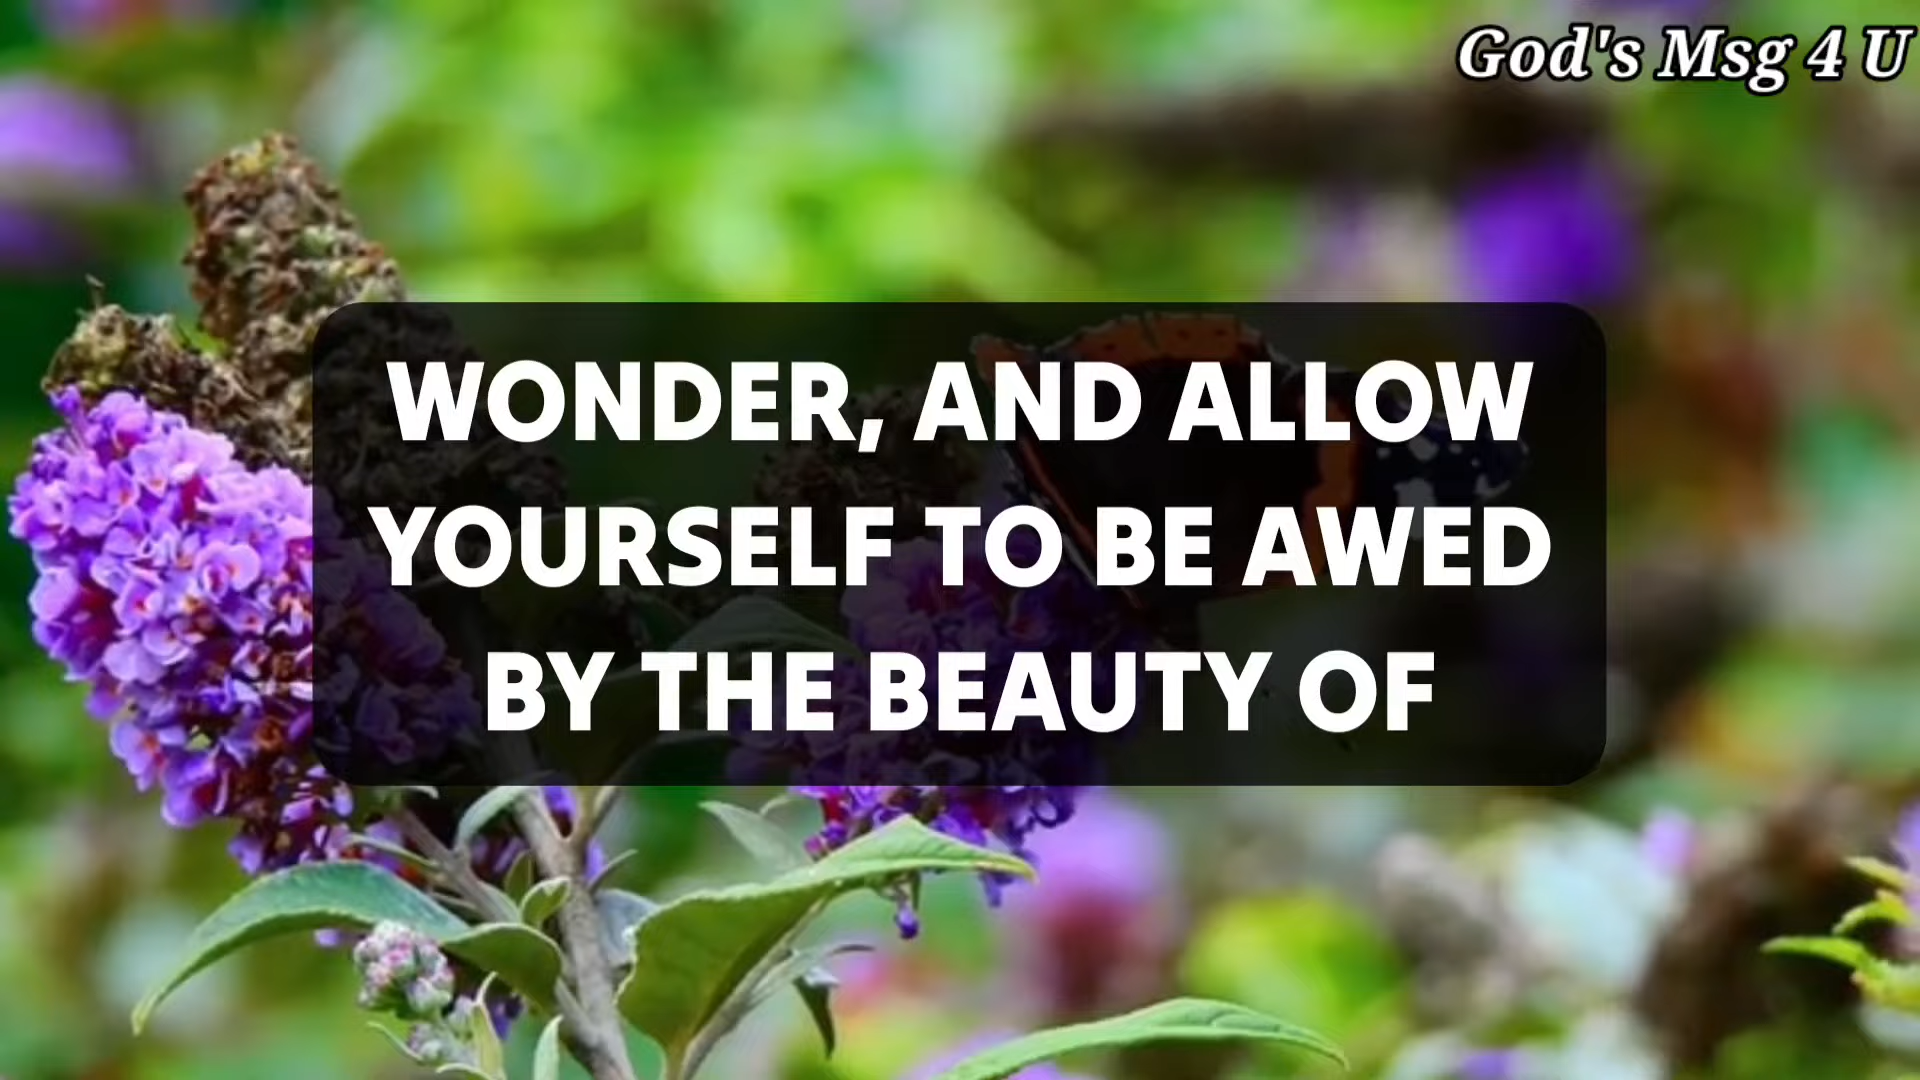 God's Msg 4 U
WONDER, AND ALLOW
YOURSELF TO BE AWED
BY THE BEAUTY OF